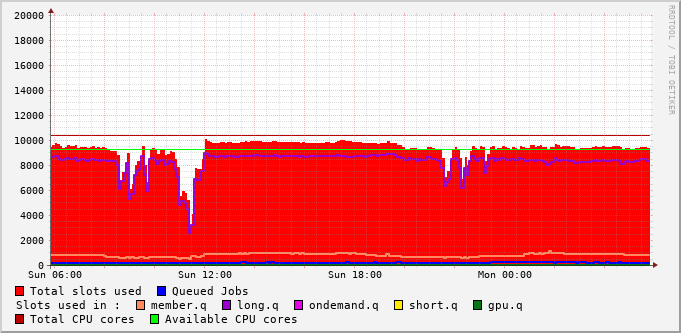 20000
18000
16000
14000
12000
10000
8000
6000
4000
2000
0
Sun 06:00 Sun 12:00 Sun 18:00 Mon 00:00
RRDTOOL / TOBI OETIKER
Total slots used Queued Jobs
Slots used in : member.q long.q ondemand.q short.q gpu.q
Total CPU cores Available CPU cores